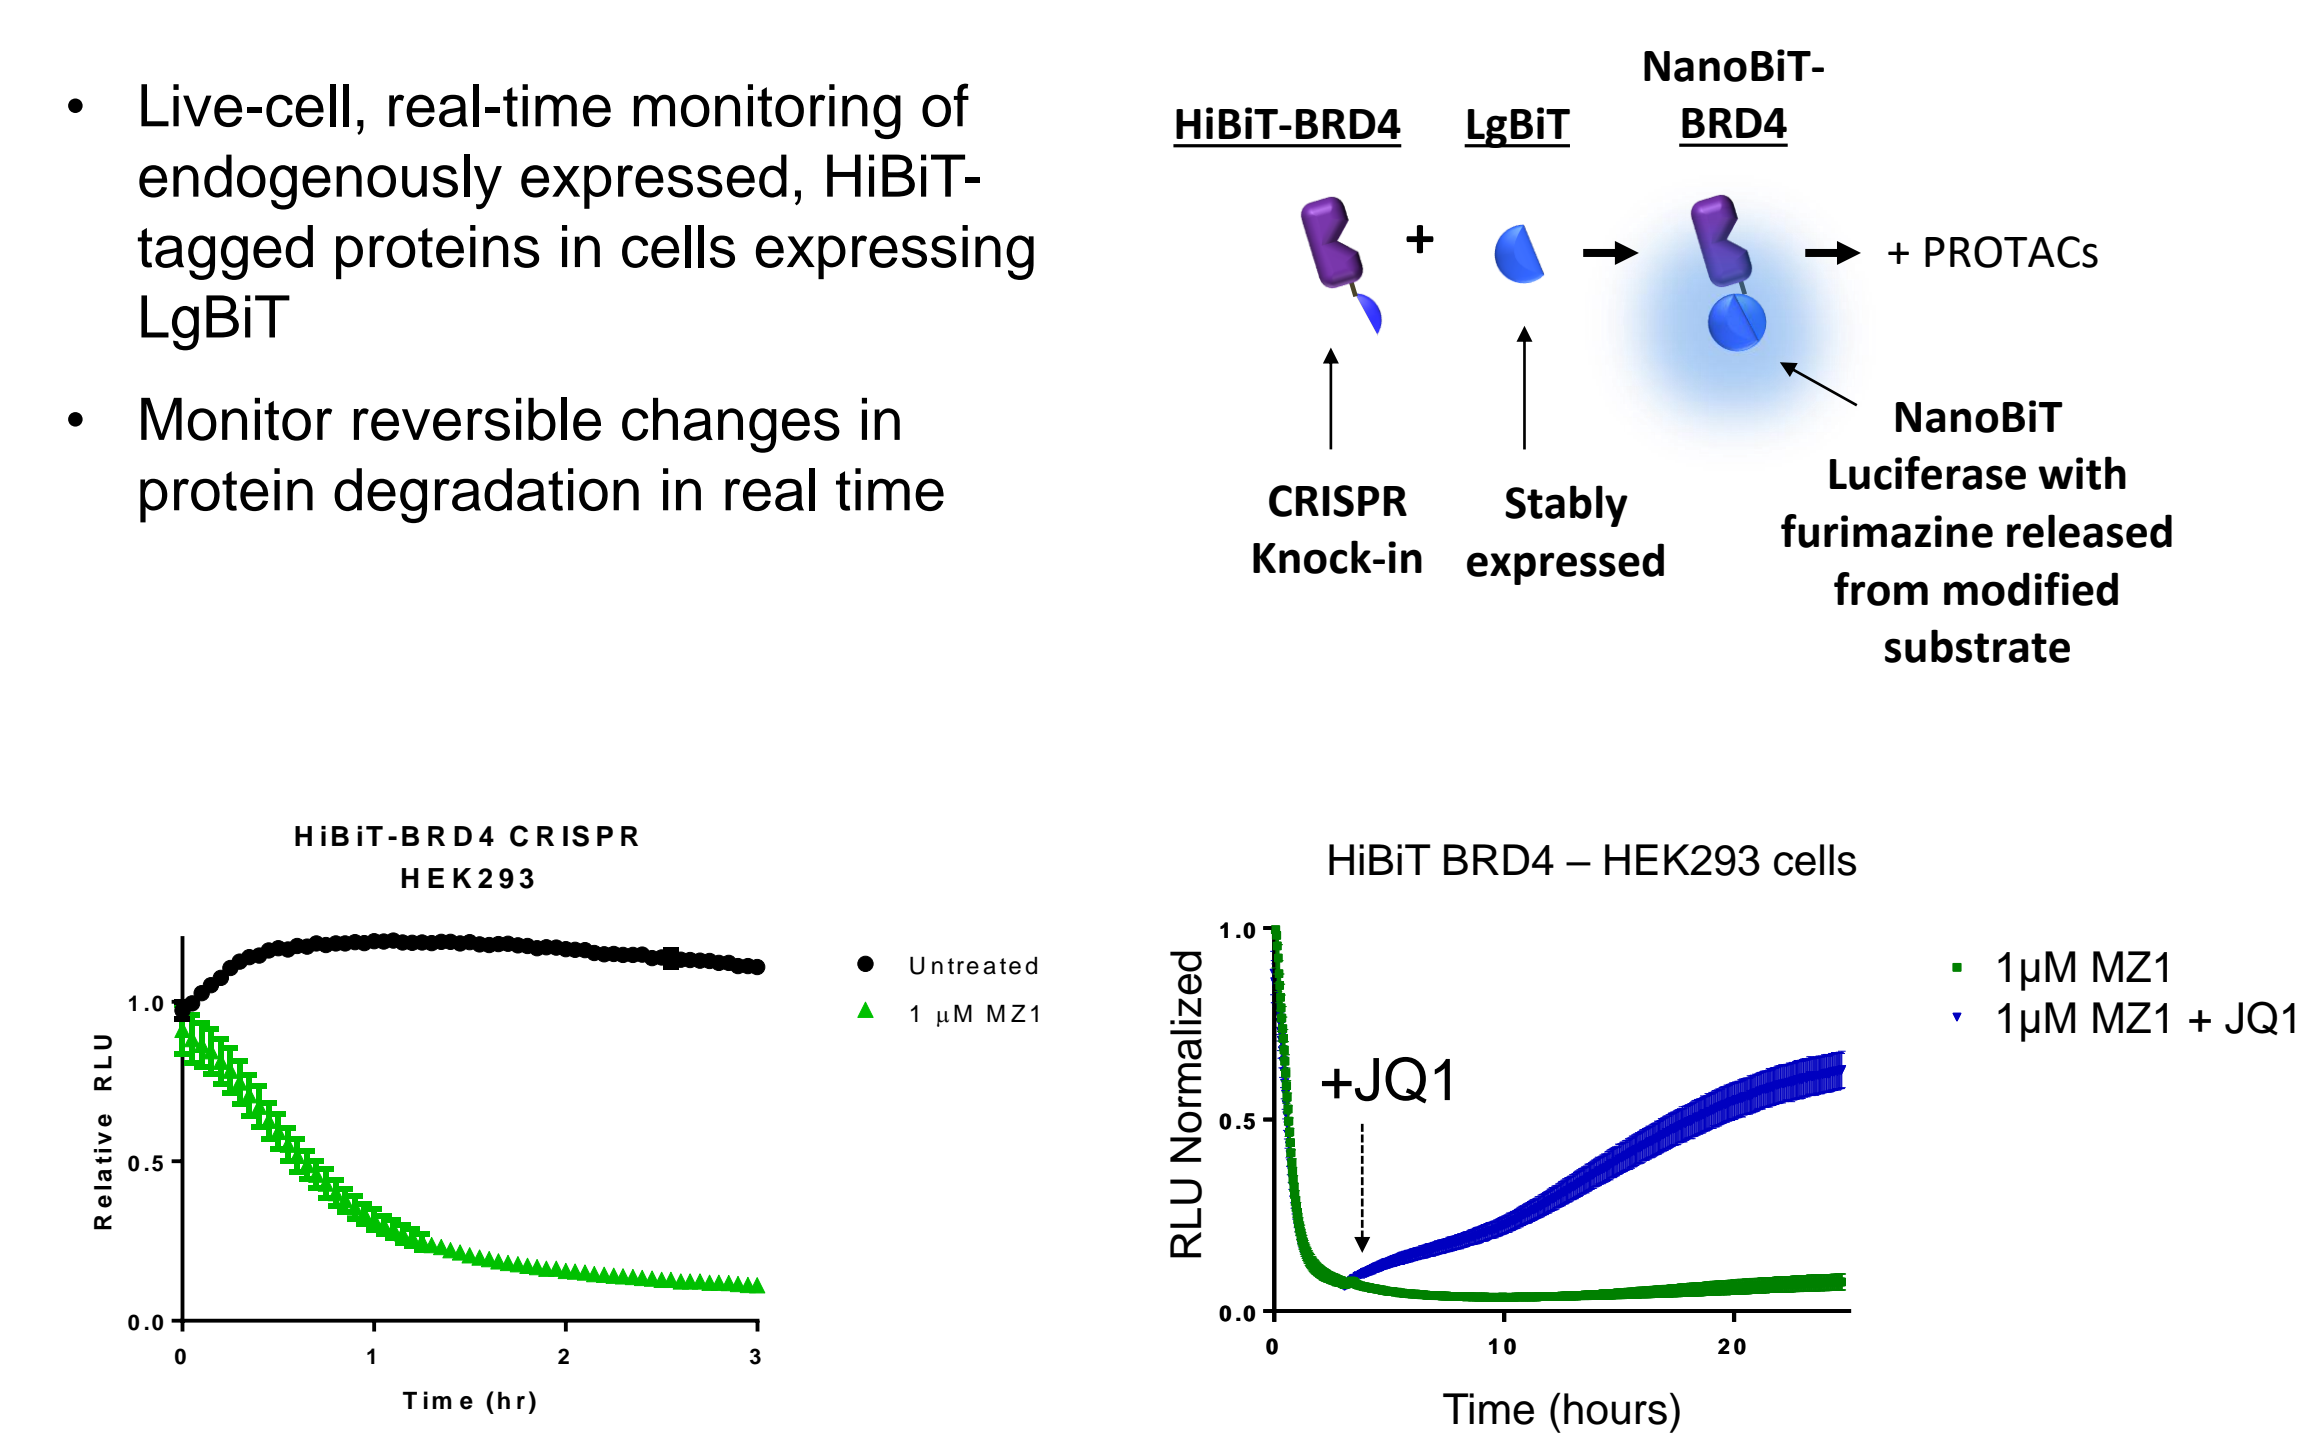 • Live-cell, real-time monitoring of
endogenously expressed, HiBiT-
tagged proteins in cells expressing
LgBiT
• Monitor reversible changes in
protein degradation in real time
NanoBiT-
HiBiT-BRD4 LgBiT BRD4
+
+ PROTACs
CRISPR
Knock-in
Stably
expressed
NanoBiT
Luciferase with
furimazine released
from modified
substrate
HiBiT-BRD4 CRISPR
HEK293
Relative RLU
1.0
0.5
0.0
0 1 2 3
Time (hr)
Untreated
1 μM MZ1
HiBiT BRD4 – HEK293 cells
RLU Normalized
1.0
0.5
0.0
+JQ1
0 10 20
Time (hours)
1μM MZ1
1μM MZ1 + JQ1